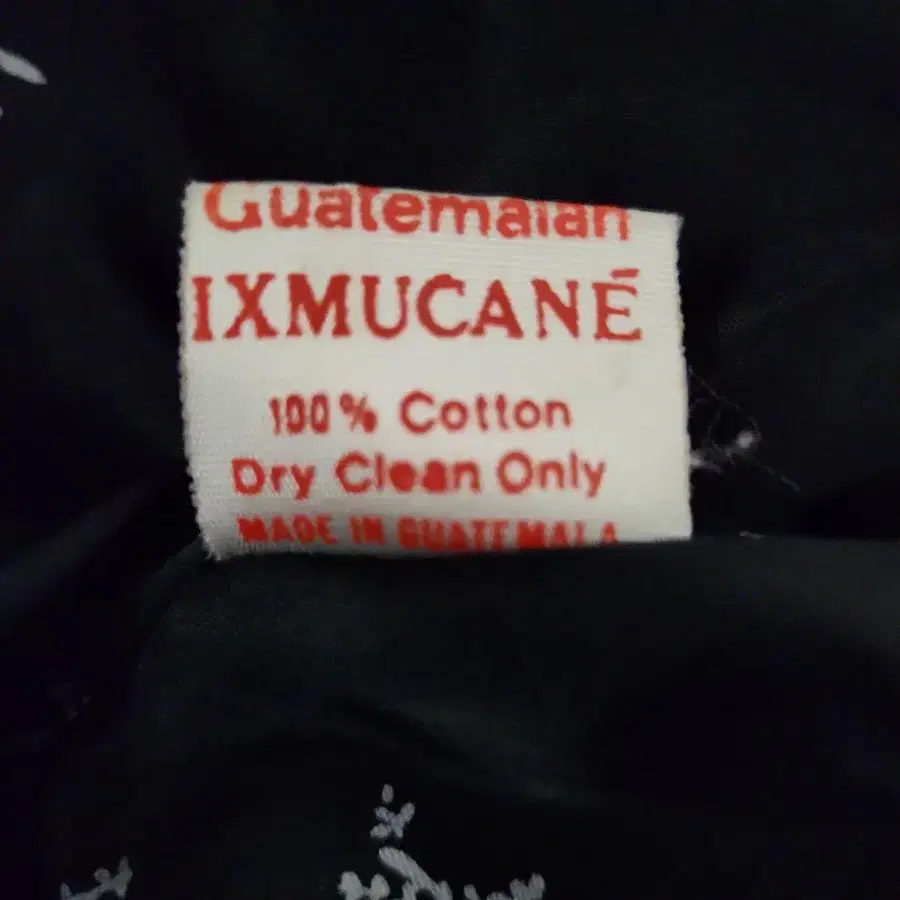 Guatemalan
IXMUCANÉ
100% Cotton
Dry Clean Only
MADE IN GUATEMALA